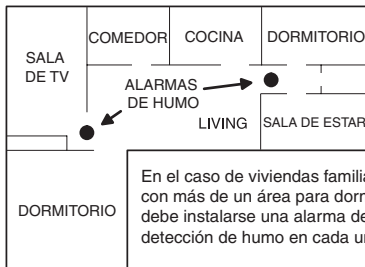 COMEDOR
COCINA
DORMITORIO
SALA
DE TV
ALARMAS
DE HUMO
LIVING
SALA DE ESTAR
DORMITORIO
En el caso de viviendas familia
con más de un área para dorm
debe instalarse una alarma de
detección de humo en cada un